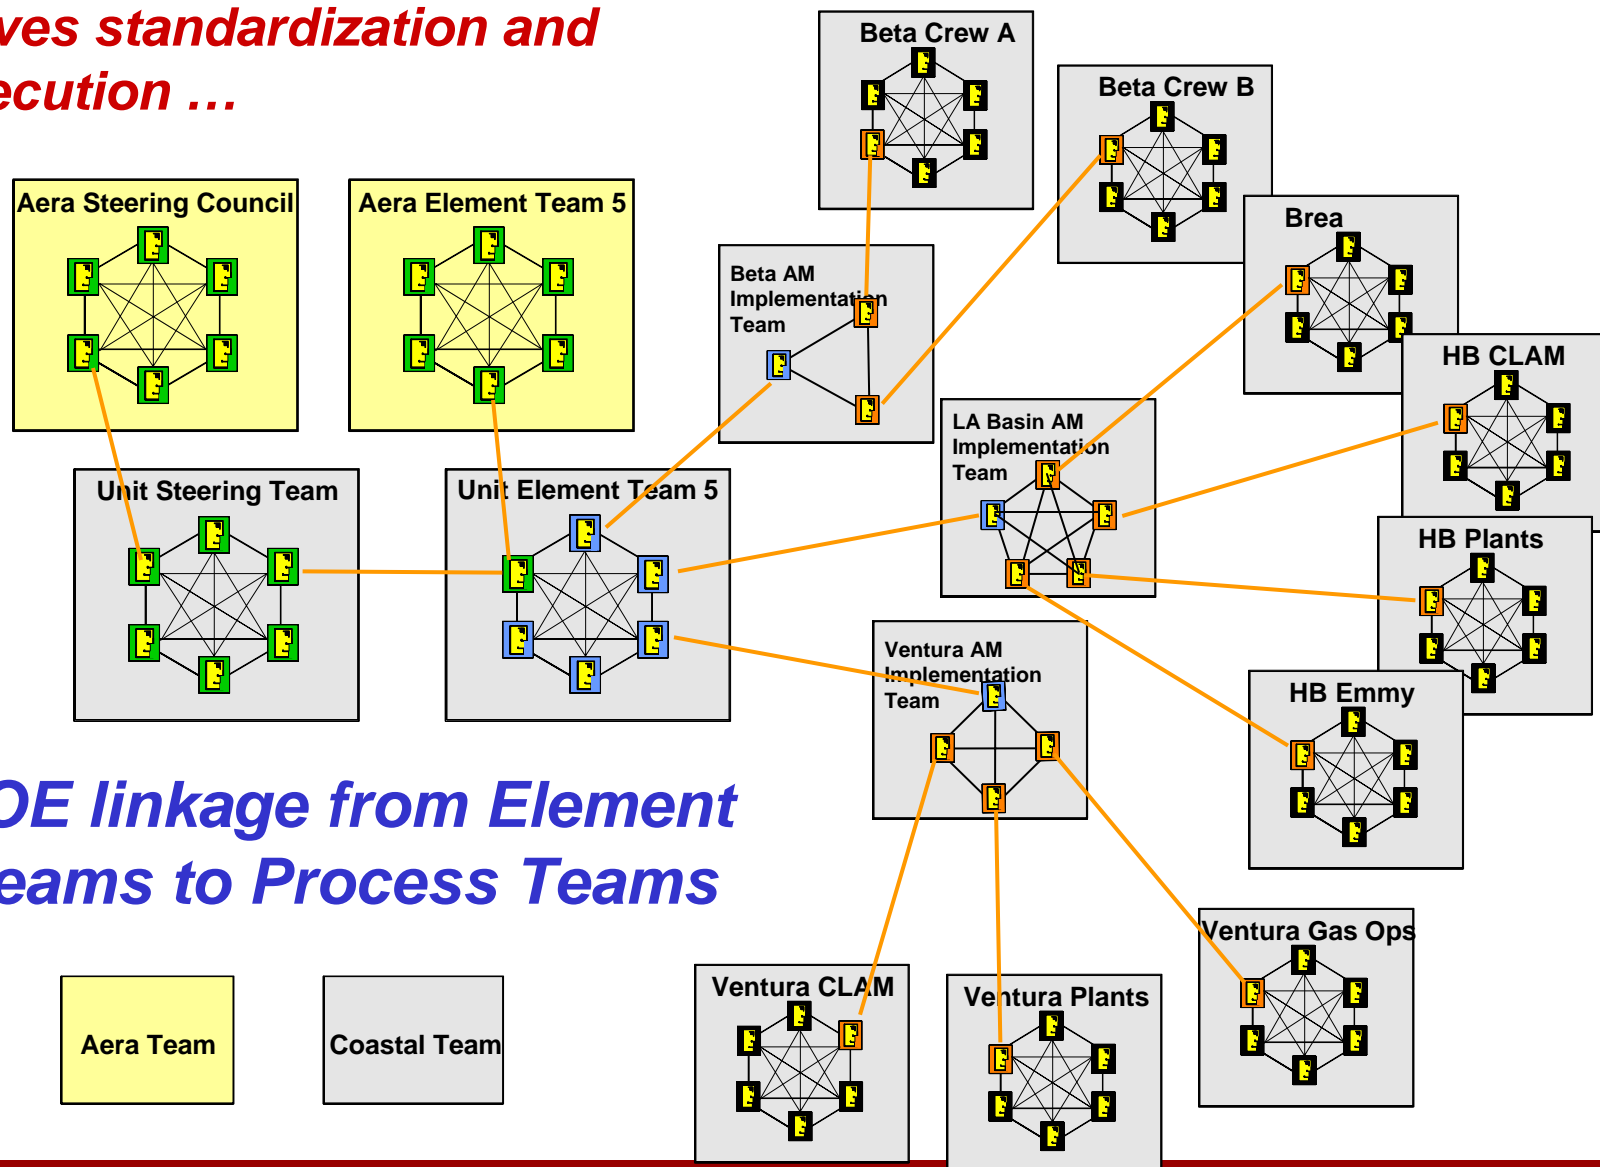 ves standardization and
ecution …
Beta Crew A
Beta Crew B
Aera Steering Council
Aera Element Team 5
Brea
Beta AM
Implementation
Team
HB CLAM
LA Basin AM
Implementation
Team
Unit Steering Team
Unit Element Team 5
HB Plants
Ventura AM
Implementation
Team
HB Emmy
OE linkage from Element
eams to Process Teams
Ventura Gas Ops
Ventura CLAM
Ventura Plants
Aera Team
Coastal Team